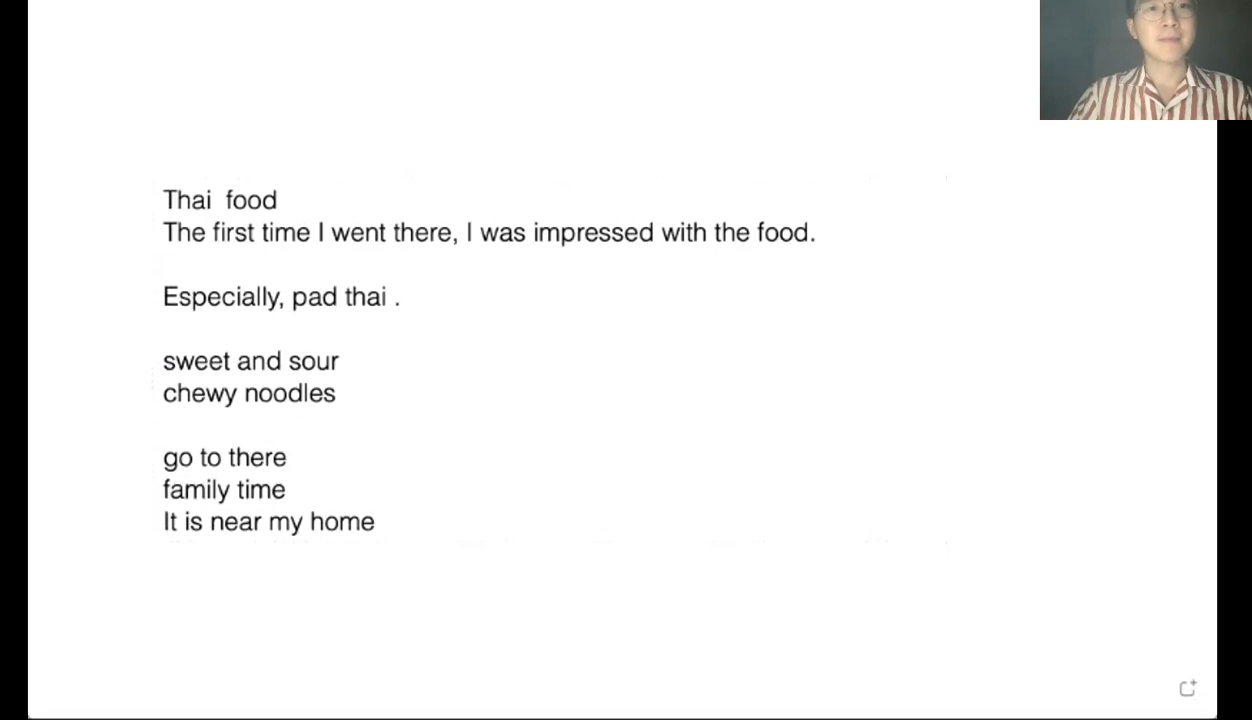 Thai  food
The first time I went there, I was impressed with the food.
Especially, pad thai .
sweet and sour
chewy noodles
go to there
family time
It is near my home